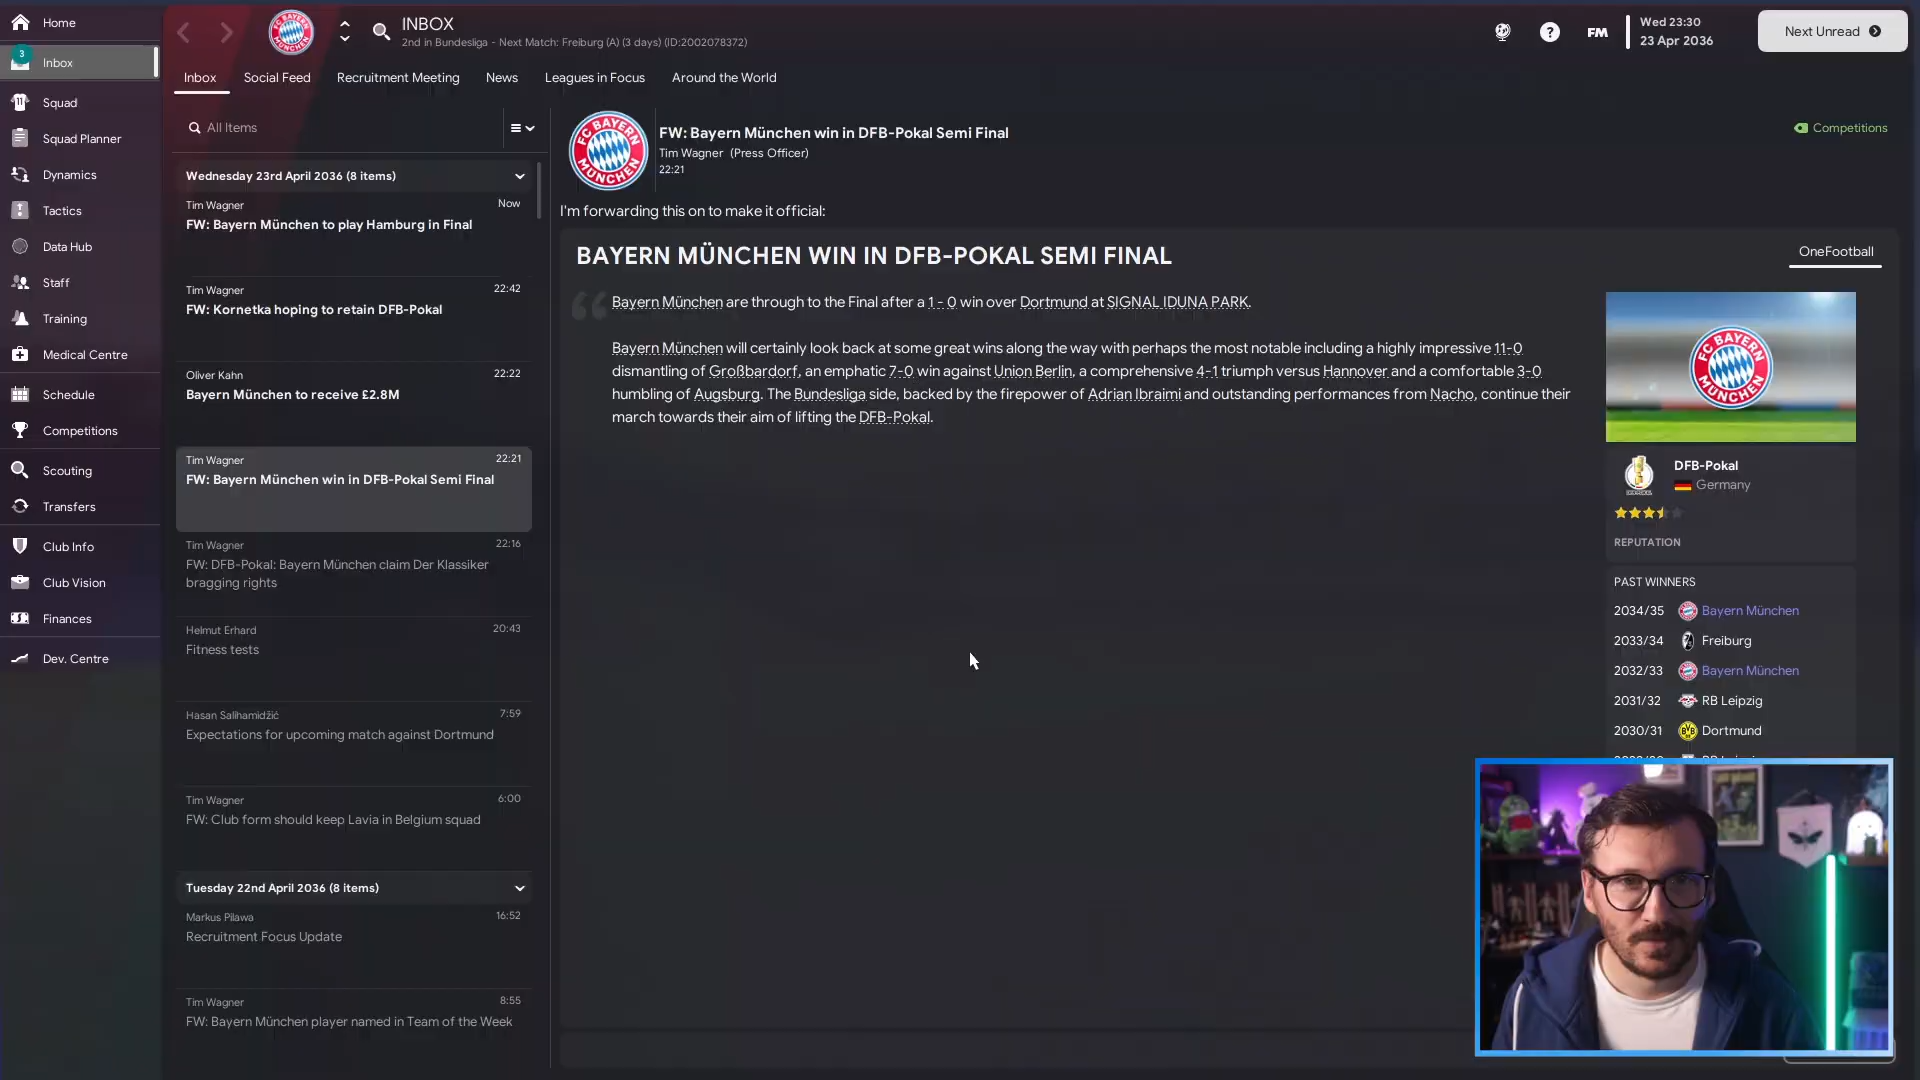 Home
3
Inbox
Squad
Squad Planner
Dynamics
Tactics
Data Hub
Staff
Training
Medical Centre
Schedule
Competitions
Scouting
Transfers
Club Info
Club Vision
Finances
Dev. Centre
INBOX
2nd in Bundesliga - Next Match: Freiburg (A) (3 days) (ID:2002078372)
FM
Wed 23:30
23 Apr 2036
Next Unread
Inbox Social Feed Recruitment Meeting News Leagues in Focus Around the World
All Items
Wednesday 23rd April 2036 (8 items)
Tim Wagner Now
FW: Bayern München to play Hamburg in Final
Tim Wagner 22:42
FW: Kornetka hoping to retain DFB-Pokal
Oliver Kahn 22:22
Bayern München to receive £2.8M
Tim Wagner 22:21
FW: Bayern München win in DFB-Pokal Semi Final
Tim Wagner 22:16
FW: DFB-Pokal: Bayern München claim Der Klassiker
bragging rights
Helmut Erhard 20:43
Fitness tests
Hasan Salihamidžić 7:59
Expectations for upcoming match against Dortmund
Tim Wagner 6:00
FW: Club form should keep Lavia in Belgium squad
Tuesday 22nd April 2036 (8 items)
Markus Pilawa 16:52
Recruitment Focus Update
Tim Wagner 8:55
FW: Bayern München player named in Team of the Week
FW: Bayern München win in DFB-Pokal Semi Final
Tim Wagner (Press Officer)
22:21
Competitions
I'm forwarding this on to make it official:
BAYERN MÜNCHEN WIN IN DFB-POKAL SEMI FINAL
OneFootball
Bayern München are through to the Final after a 1 - 0 win over Dortmund at SIGNAL IDUNA PARK.
Bayern München will certainly look back at some great wins along the way with perhaps the most notable including a highly impressive 11-0
dismantling of Großbardorf, an emphatic 7-0 win against Union Berlin, a comprehensive 4-1 triumph versus Hannover and a comfortable 3-0
humbling of Augsburg. The Bundesliga side, backed by the firepower of Adrian Ibraimi and outstanding performances from Nacho, continue their
march towards their aim of lifting the DFB-Pokal.
FC BAYERN
MÜNCHEN
DFB-Pokal
Germany
REPUTATION
PAST WINNERS
2034/35 Bayern München
2033/34 Freiburg
2032/33 Bayern München
2031/32 RB Leipzig
2030/31 Dortmund